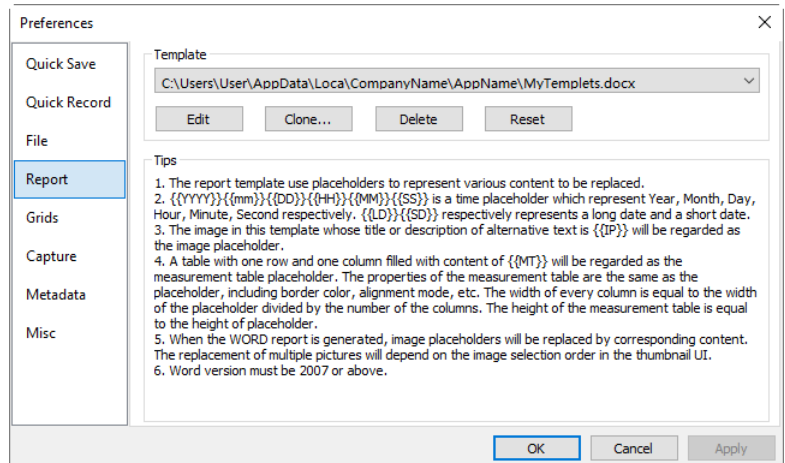 Preferences
Quick Save
Quick Record
File
Report
Grids
Capture
Metadata
Misc
Template
C:\Users\User\AppData\Loca\CompanyName\AppName\MyTemplets.docx
Edit
Clone...
Delete
Reset
Tips
1. The report template use placeholders to represent various content to be replaced.
2. {{YYYY}}{{mm}}{{DD}}{{HH}}{{MM}}{{SS}} is a time placeholder which represent Year, Month, Day,
Hour, Minute, Second respectively. {{LD}}{{SD}} respectively represents a long date and a short date.
3. The image in this template whose title or description of alternative text is {{IP}} will be regarded as
the image placeholder.
4. A table with one row and one column filled with content of {{MT}} will be regarded as the
measurement table placeholder. The properties of the measurement table are the same as the
placeholder, including border color, alignment mode, etc. The width of every column is equal to the width
of the placeholder divided by the number of the columns. The height of the measurement table is equal
to the height of placeholder.
5. When the WORD report is generated, image placeholders will be replaced by corresponding content.
The replacement of multiple pictures will depend on the image selection order in the thumbnail UI.
6. Word version must be 2007 or above.
OK
Cancel
Apply